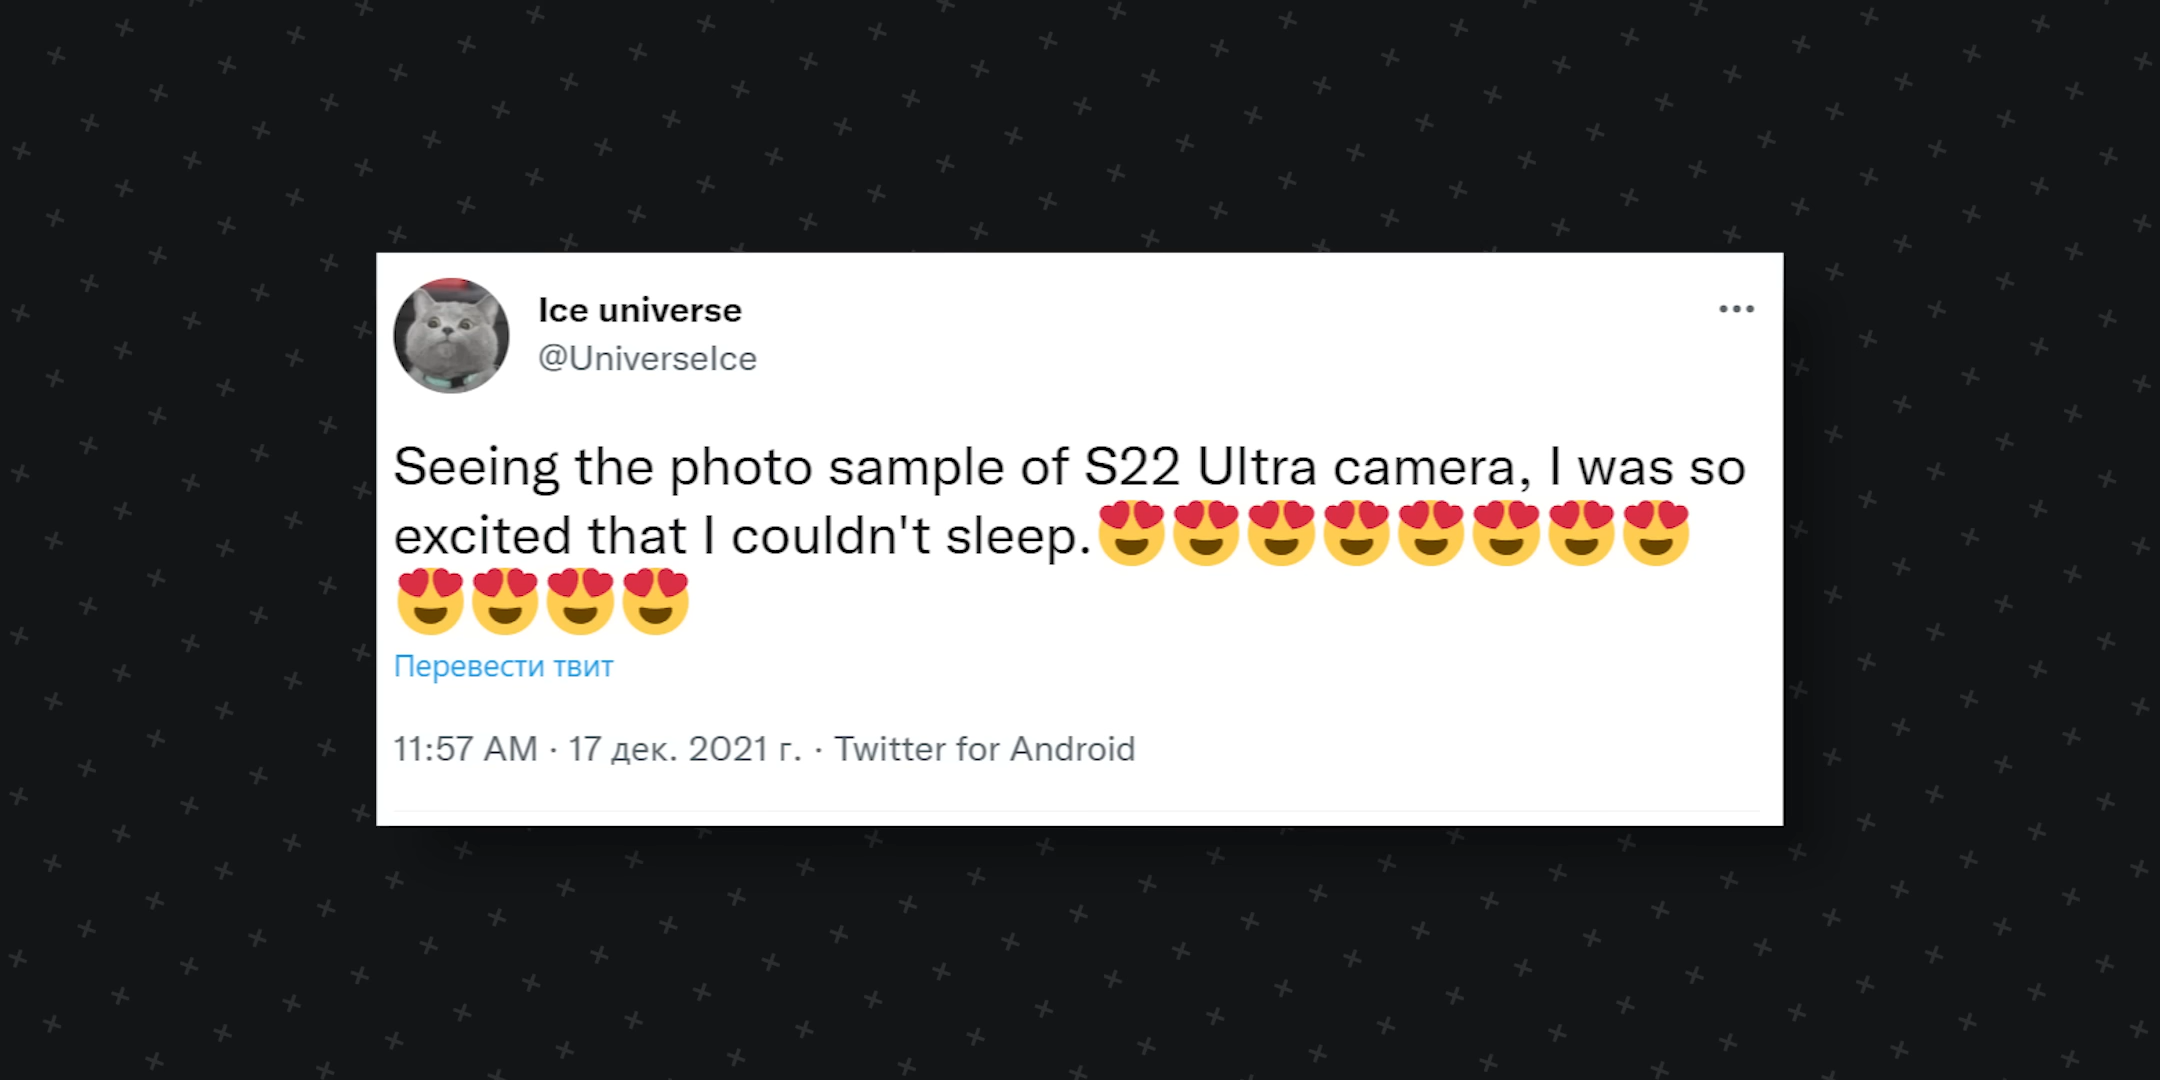 Ice universe
@UniverseIce
Seeing the photo sample of S22 Ultra camera, I was so
excited that I couldn't sleep.😍😍😍😍😍😍😍😍
😍😍😍😍
Перевести твит
11:57 AM · 17 дек. 2021 г. · Twitter for Android